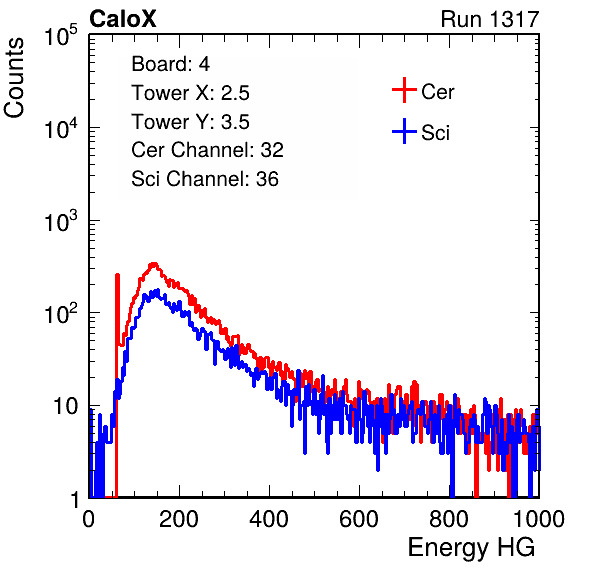 CaloX Run 1317
Counts
10^5
10^4
10^3
10^2
10
1
Board: 4
Tower X: 2.5
Tower Y: 3.5
Cer Channel: 32
Sci Channel: 36
Cer
Sci
0 200 400 600 800 1000
Energy HG